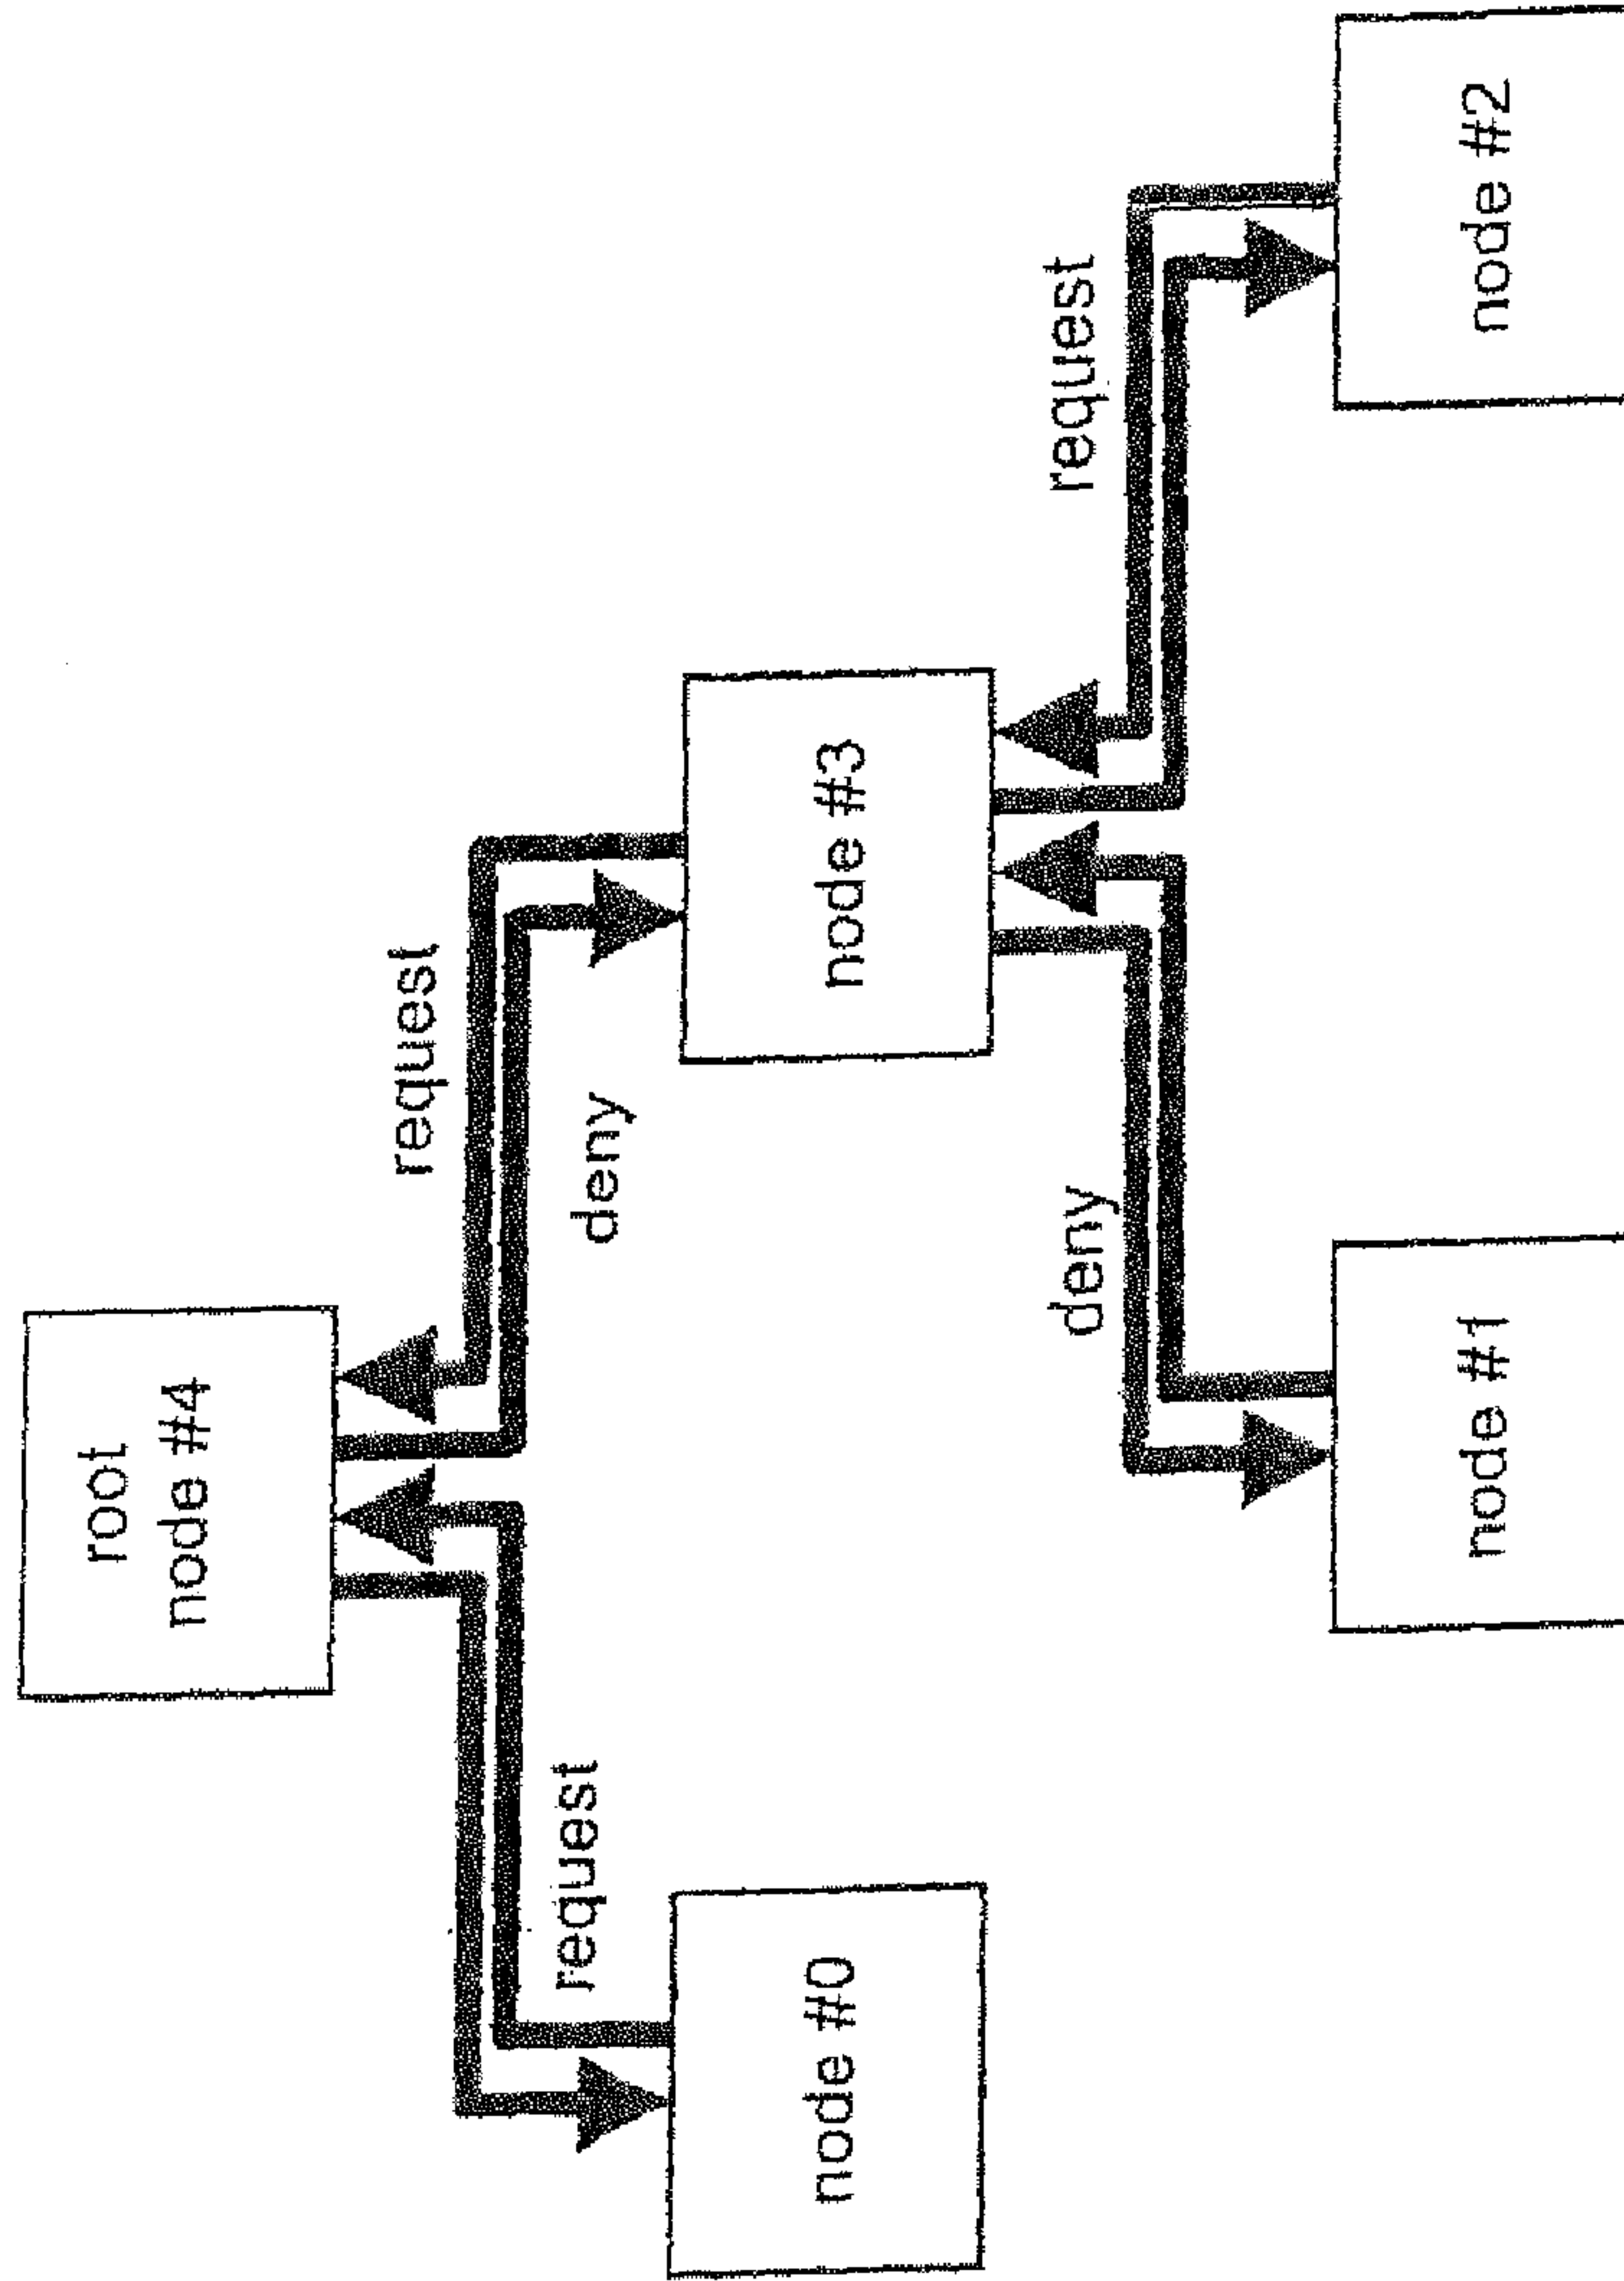 root
node #4
request
request
deny
node #0
node #3
deny
request
node #1
node #2